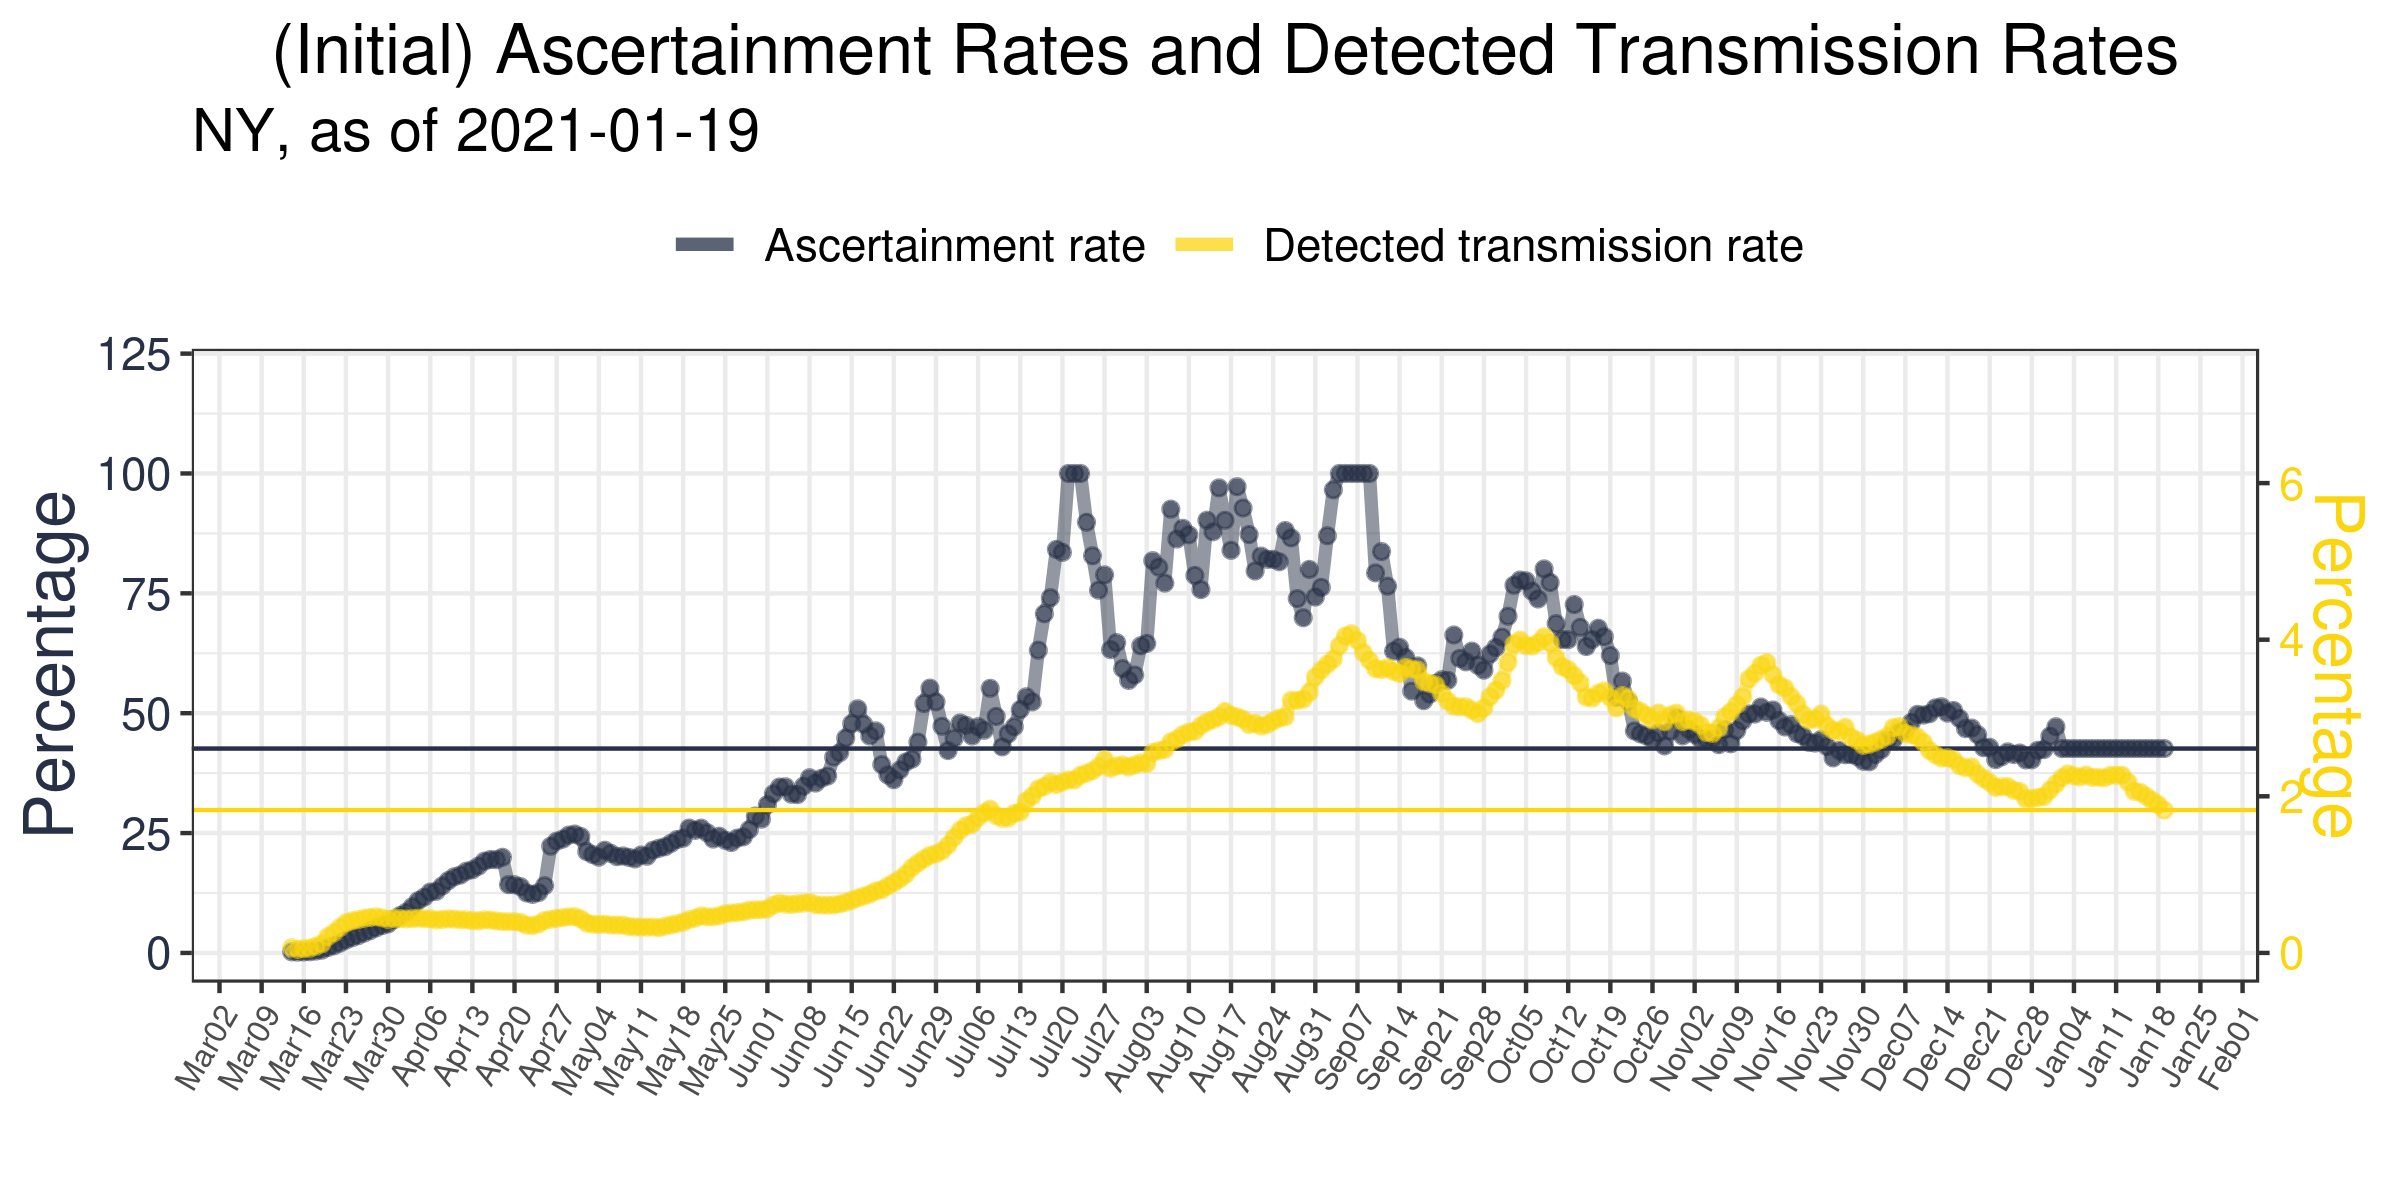 (Initial) Ascertainment Rates and Detected Transmission Rates
NY, as of 2021-01-19
Ascertainment rate
Detected transmission rate
Percentage
125
100
75
50
25
0
6
4
2
0
Percentage
Mar02
Mar09
Mar16
Mar23
Mar30
Apr06
Apr13
Apr20
Apr27
May04
May11
May18
May25
Jun01
Jun08
Jun15
Jun22
Jun29
Jul06
Jul13
Jul20
Jul27
Aug03
Aug10
Aug17
Aug24
Aug31
Sep07
Sep14
Sep21
Sep28
Oct05
Oct12
Oct19
Oct26
Nov02
Nov09
Nov16
Nov23
Nov30
Dec07
Dec14
Dec21
Dec28
Jan04
Jan11
Jan18
Jan25
Feb01